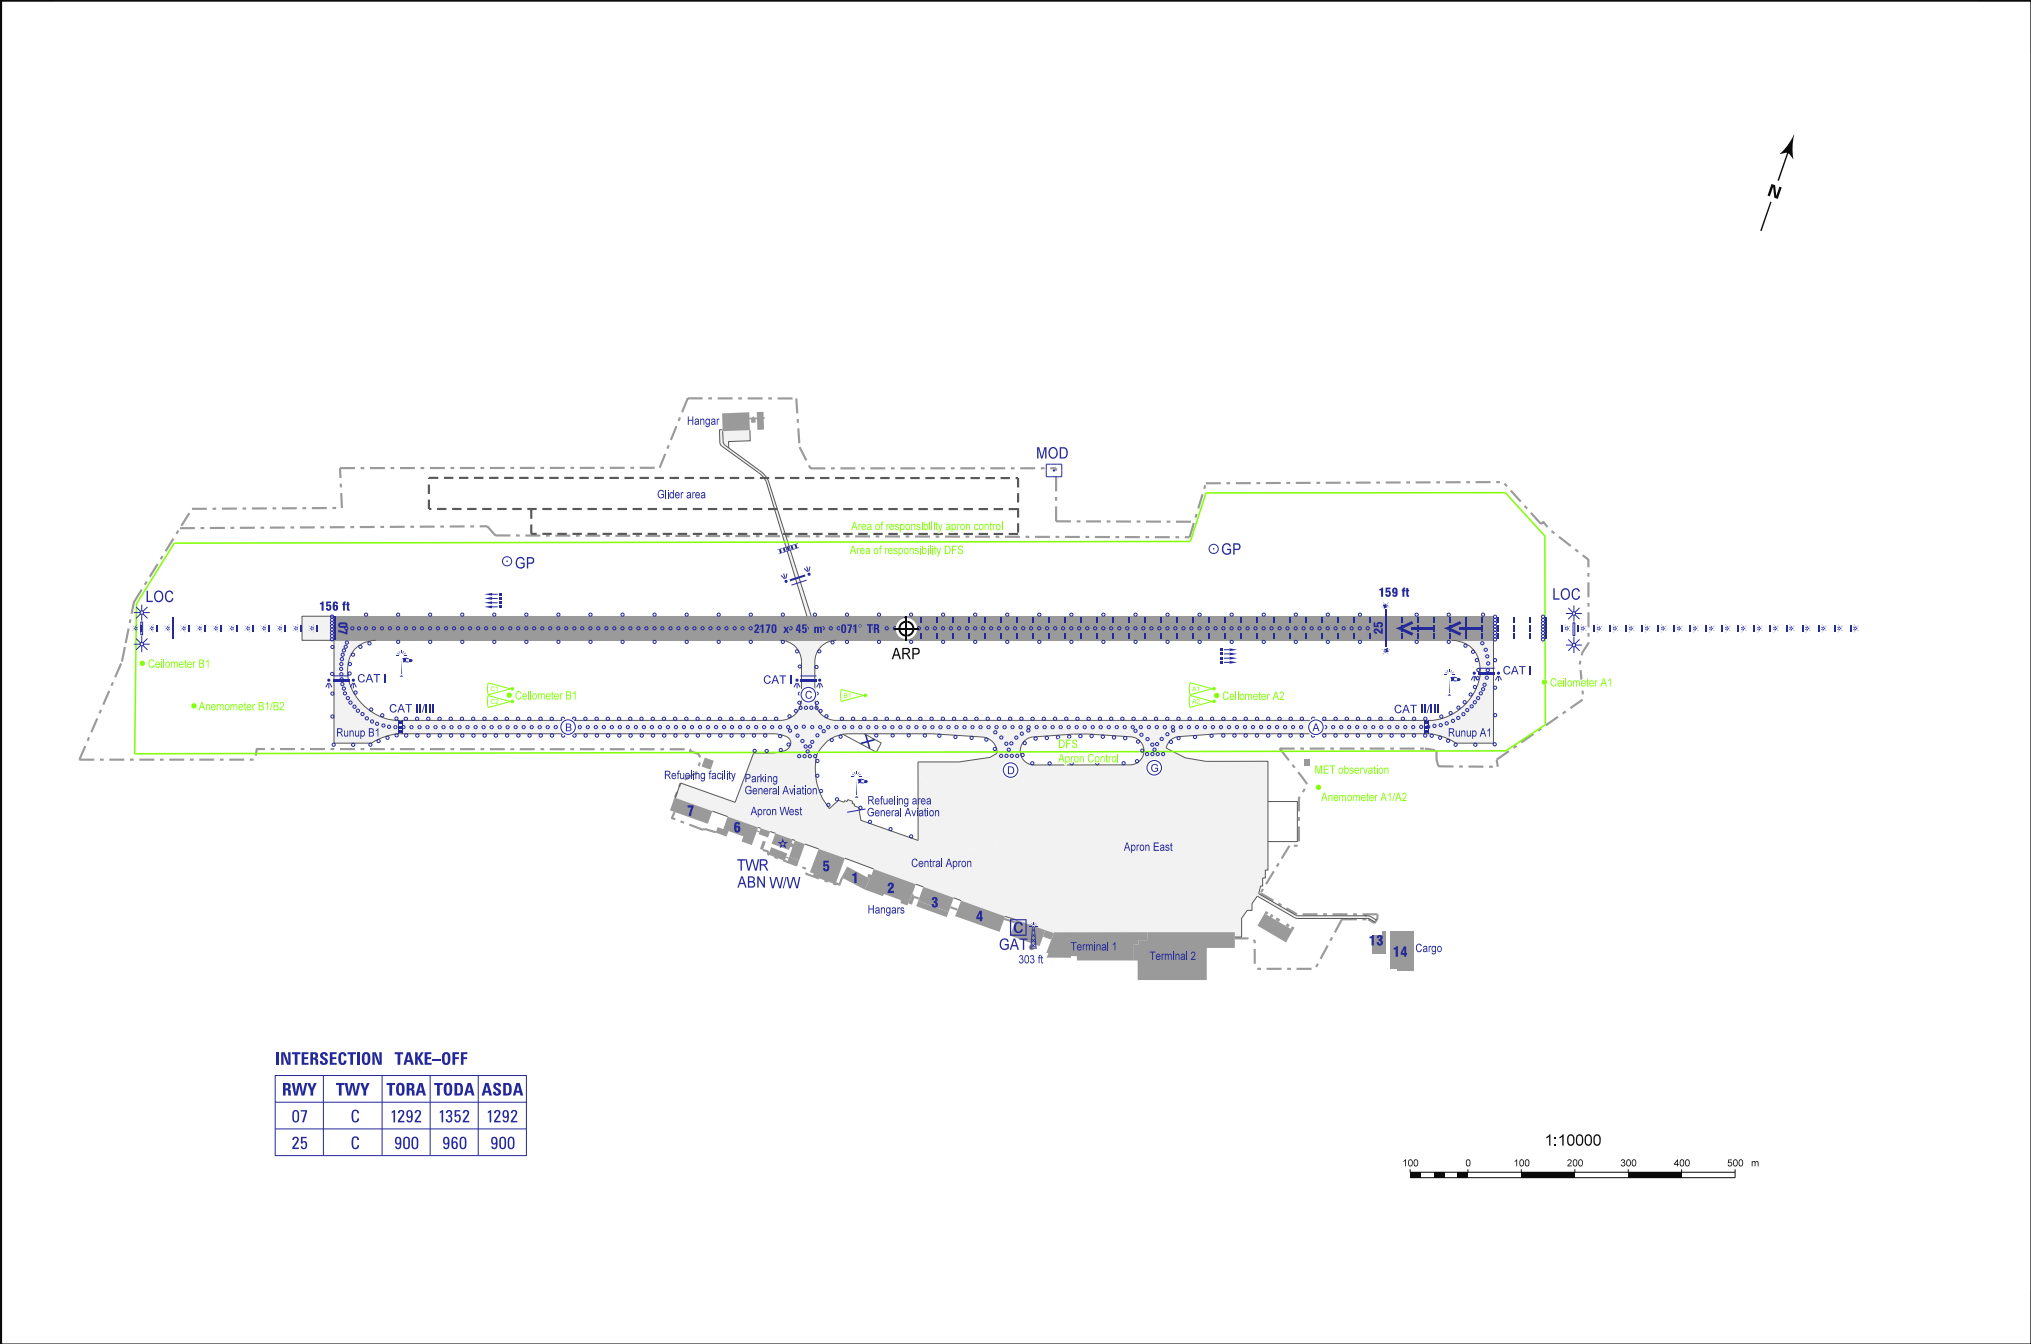 N
Hangar
MOD
Glider area
Area of responsibility apron control
Area of responsibility DFS
GP
GP
LOC
156 ft
159 ft
LOC
07
2170 x 45 m 071° TR
25
ARP
Ceilometer B1
CAT I
CAT I
CAT I
C1
C2
Ceilometer B1
C
B1
A1
A2
Ceilometer A2
Ceilometer A1
Anemometer B1/B2
CAT II/III
CAT II/III
Runup B1
B
A
Runup A1
X
DFS
Apron Control
D
G
Refueling facility
Parking
General Aviation
Refueling area
General Aviation
MET observation
Anemometer A1/A2
Apron West
7
6
Apron East
Central Apron
TWR
ABN W/W
5
1
2
3
4
Hangars
C
GAT
303 ft
Terminal 1
Terminal 2
13
14
Cargo
INTERSECTION TAKE–OFF
RWY TWY TORA TODA ASDA
07 C 1292 1352 1292
25 C 900 960 900
1:10000
100 0 100 200 300 400 500 m